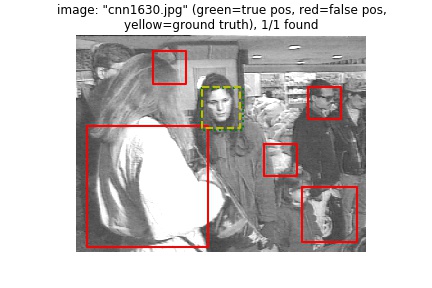 image: "cnn1630.jpg" (green=true pos, red=false pos,
yellow=ground truth), 1/1 found